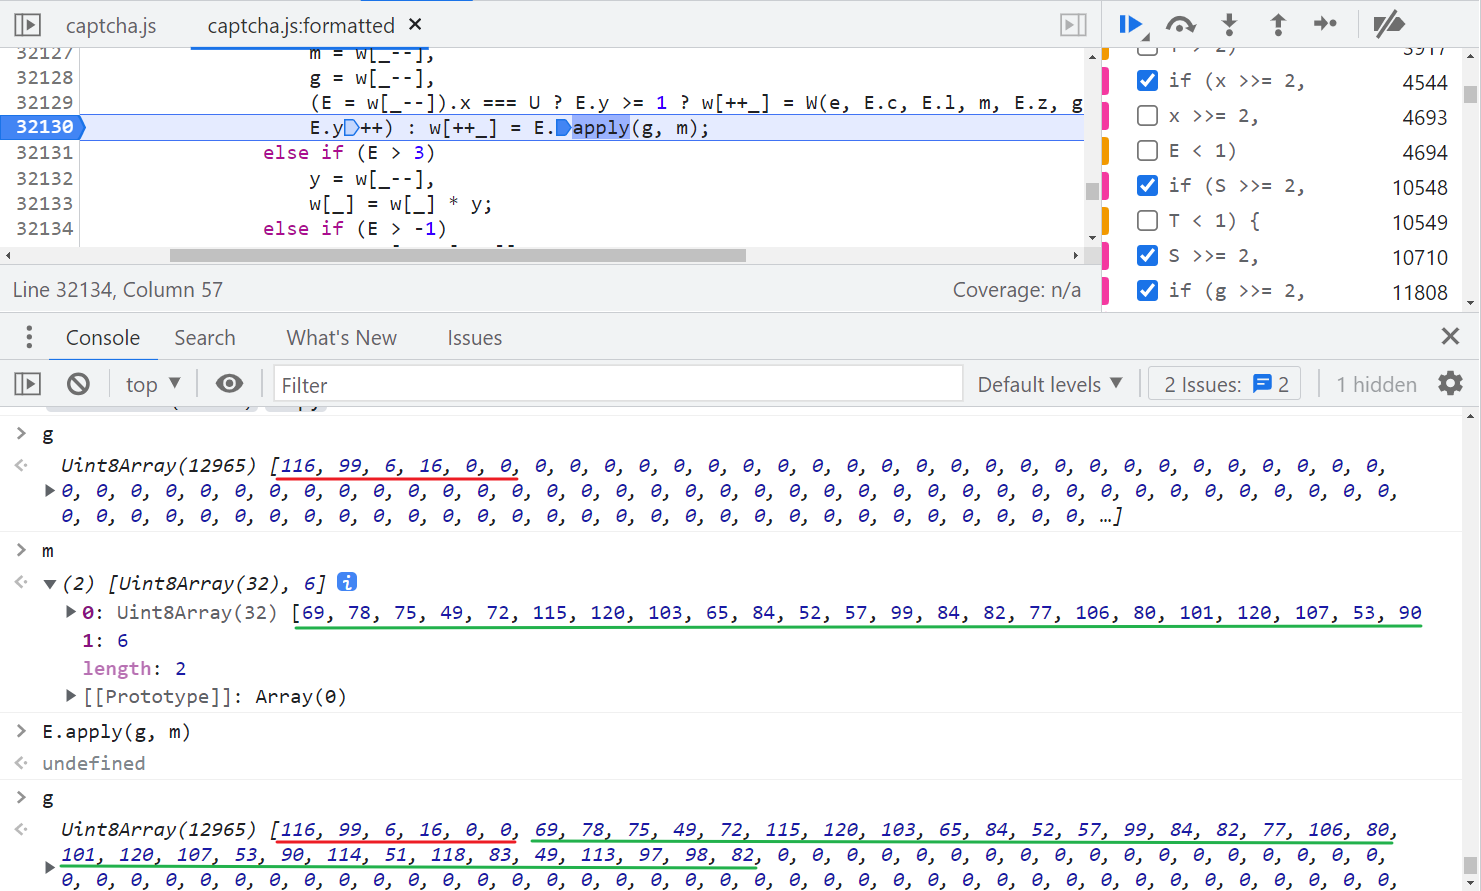 captcha.js
captcha.js:formatted ×
32127 m = w[_--],
32128 g = w[_--],
32129 (E = w[_--]).x === U ? E.y >= 1 ? w[++_] = W(e, E.c, E.l, m, E.z, g
32130 E.y++) : w[++_] = E.apply(g, m);
32131 else if (E > 3)
32132 y = w[_--],
32133 w[_] = w[_] * y;
32134 else if (E > -1)
Line 32134, Column 57
Coverage: n/a
T > 2) 3917
if (x >>= 2, 4544
x >>= 2, 4693
E < 1) 4694
if (S >>= 2, 10548
T < 1) { 10549
S >>= 2, 10710
if (g >>= 2, 11808
Console Search What's New Issues
top ▼ Filter Default levels ▼ 2 Issues: 2 1 hidden
> g
Uint8Array(12965) [116, 99, 6, 16, 0, 0, 0, 0, 0, 0, 0, 0, 0, 0, 0, 0, 0, 0, 0, 0, 0, 0, 0, 0, 0, 0, 0, 0, 0, 0, 0,
0, 0, 0, 0, 0, 0, 0, 0, 0, 0, 0, 0, 0, 0, 0, 0, 0, 0, 0, 0, 0, 0, 0, 0, 0, 0, 0, 0, 0, 0, 0, 0, 0, 0, 0, 0, 0, 0, 0,
0, 0, 0, 0, 0, 0, 0, 0, 0, 0, 0, 0, 0, 0, 0, 0, 0, 0, 0, 0, 0, 0, 0, 0, 0, 0, 0, 0, 0, 0, …]
> m
(2) [Uint8Array(32), 6]
0: Uint8Array(32) [69, 78, 75, 49, 72, 115, 120, 103, 65, 84, 52, 57, 99, 84, 82, 77, 106, 80, 101, 120, 107, 53, 90
1: 6
length: 2
[[Prototype]]: Array(0)
> E.apply(g, m)
undefined
> g
Uint8Array(12965) [116, 99, 6, 16, 0, 0, 69, 78, 75, 49, 72, 115, 120, 103, 65, 84, 52, 57, 99, 84, 82, 77, 106, 80,
101, 120, 107, 53, 90, 114, 51, 118, 83, 49, 113, 97, 98, 82, 0, 0, 0, 0, 0, 0, 0, 0, 0, 0, 0, 0, 0, 0, 0, 0, 0, 0,
0, 0, 0, 0, 0, 0, 0, 0, 0, 0, 0, 0, 0, 0, 0, 0, 0, 0, 0, 0, 0, 0, 0, 0, 0, 0, 0, 0, 0, 0, 0, 0, 0, 0, 0, 0, 0, 0, 0,